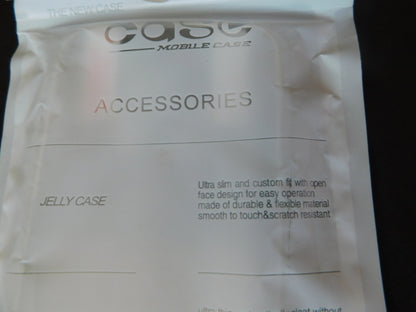 THE NEW CASE
case
MOBILE CASE
ACCESSORIES
JELLY CASE
Ultra slim and custom fit with open
face design for easy operation
made of durable & flexible material
smooth to touch&scratch resistant
without